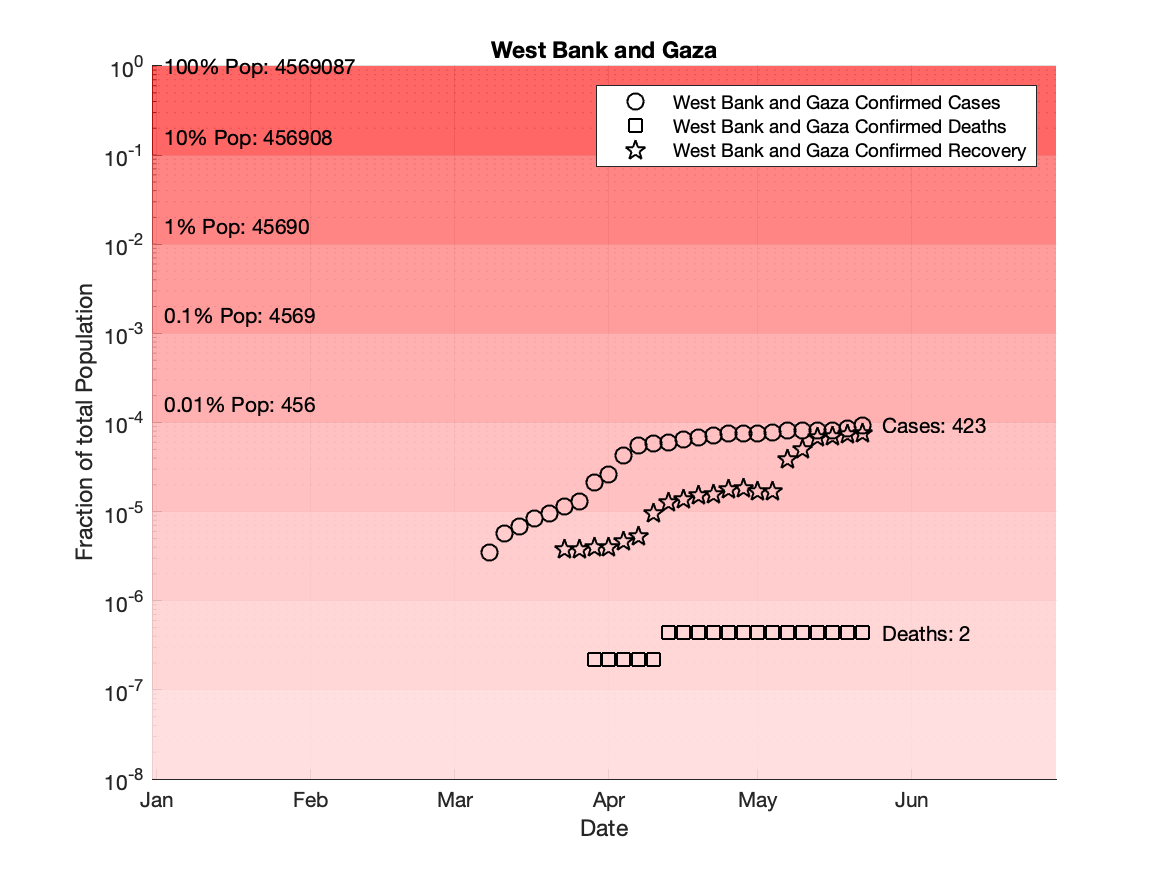 West Bank and Gaza
10^0
100% Pop: 4569087
West Bank and Gaza Confirmed Cases
West Bank and Gaza Confirmed Deaths
West Bank and Gaza Confirmed Recovery
10% Pop: 456908
10^-1
1% Pop: 45690
10^-2
0.1% Pop: 4569
10^-3
0.01% Pop: 456
10^-4
Cases: 423
10^-5
10^-6
Deaths: 2
10^-7
10^-8
Fraction of total Population
Jan Feb Mar Apr May Jun
Date